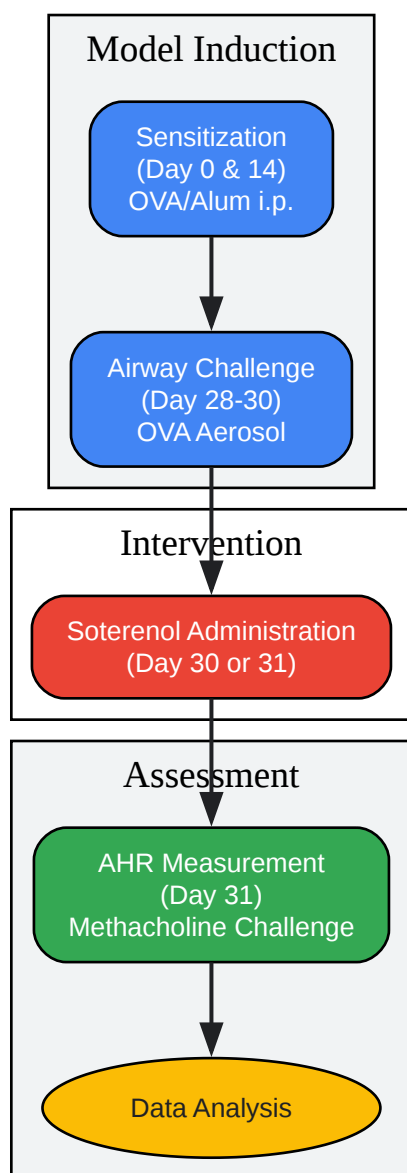 Model Induction
Sensitization
(Day 0 & 14)
OVA/Alum i.p.
Airway Challenge
(Day 28-30)
OVA Aerosol
Intervention
Soterenol Administration
(Day 30 or 31)
Assessment
AHR Measurement
(Day 31)
Methacholine Challenge
Data Analysis